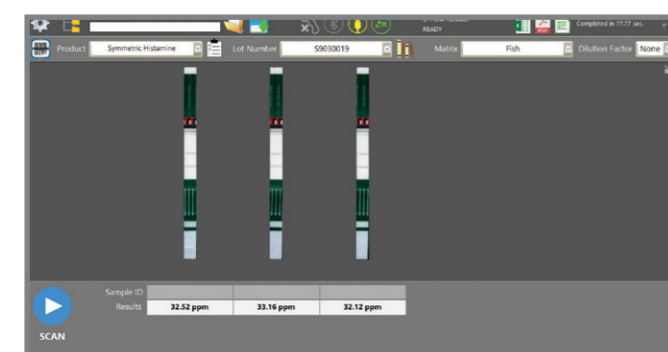 READY
Completed in 17.77 sec.
Product Symmetric Histamine Lot Number S9030019 Matrix Fish Dilution Factor None
Sample ID
Results 32.52 ppm 33.16 ppm 32.12 ppm
SCAN